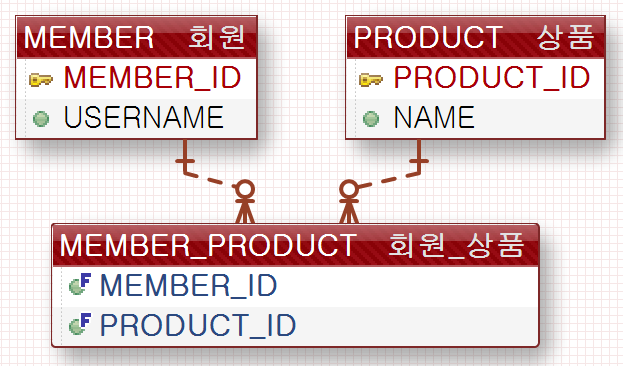 MEMBER 회원
MEMBER_ID
USERNAME
PRODUCT 상품
PRODUCT_ID
NAME
MEMBER_PRODUCT 회원_상품
F MEMBER_ID
F PRODUCT_ID